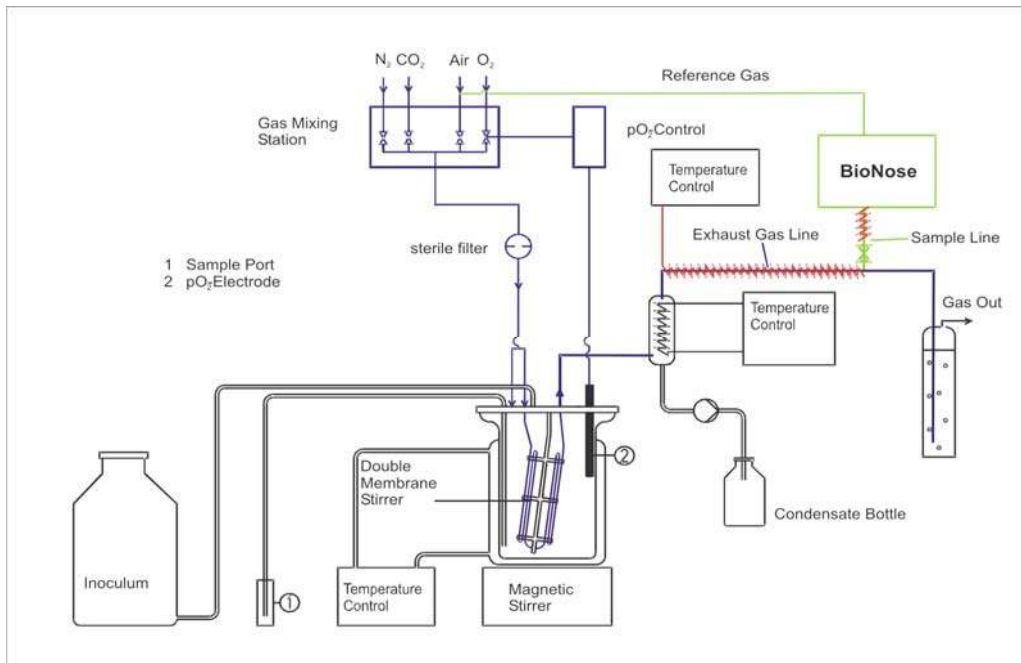 N₂ CO₂ Air O₂
Reference Gas
Gas Mixing
Station
pO₂Control
Temperature
Control
BioNose
Exhaust Gas Line
Sample Line
sterile filter
1 Sample Port
2 pO₂Electrode
Temperature
Control
Gas Out
2
Double
Membrane
Stirrer
Condensate Bottle
Inoculum
1
Temperature
Control
Magnetic
Stirrer